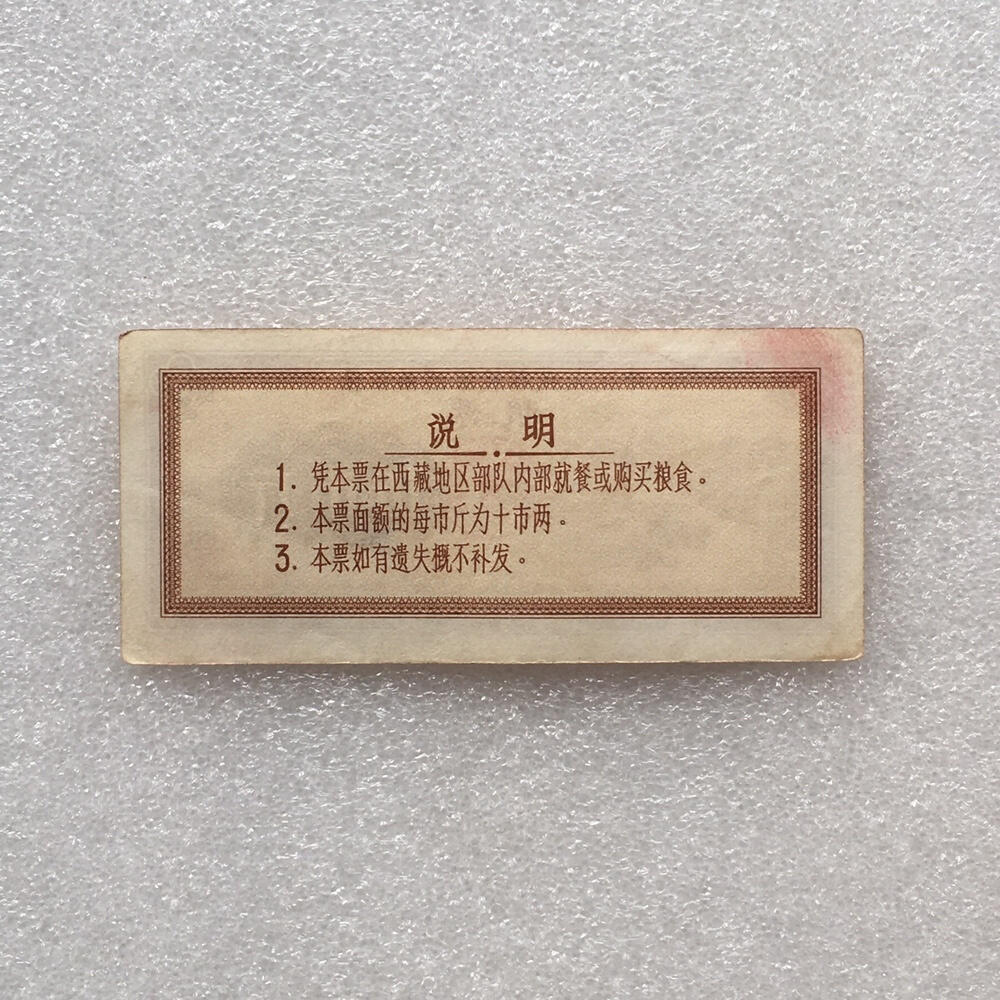 说 明
1. 凭本票在西藏地区部队内部就餐或购买粮食。
2. 本票面额的每市斤为十市两。
3. 本票如有遗失概不补发。